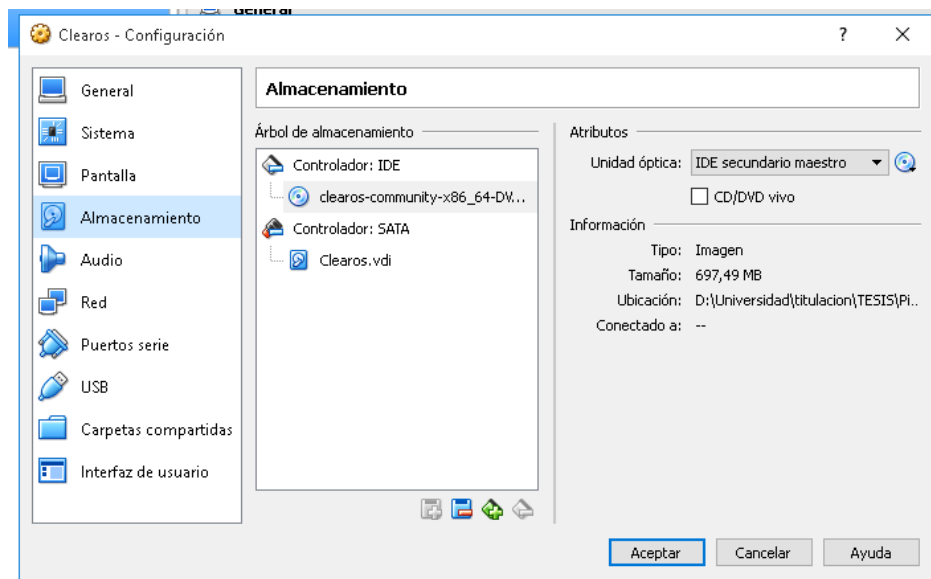 General
Clearos - Configuración
?
General
Sistema
Pantalla
Almacenamiento
Audio
Red
Puertos serie
USB
Carpetas compartidas
Interfaz de usuario
Almacenamiento
Árbol de almacenamiento
Controlador: IDE
clearos-community-x86_64-DV...
Controlador: SATA
Clearos.vdi
Atributos
Unidad óptica: IDE secundario maestro
CD/DVD vivo
Información
Tipo: Imagen
Tamaño: 697,49 MB
Ubicación: D:\Universidad\titulacion\TESIS\Pi..
Conectado a: --
Aceptar Cancelar Ayuda